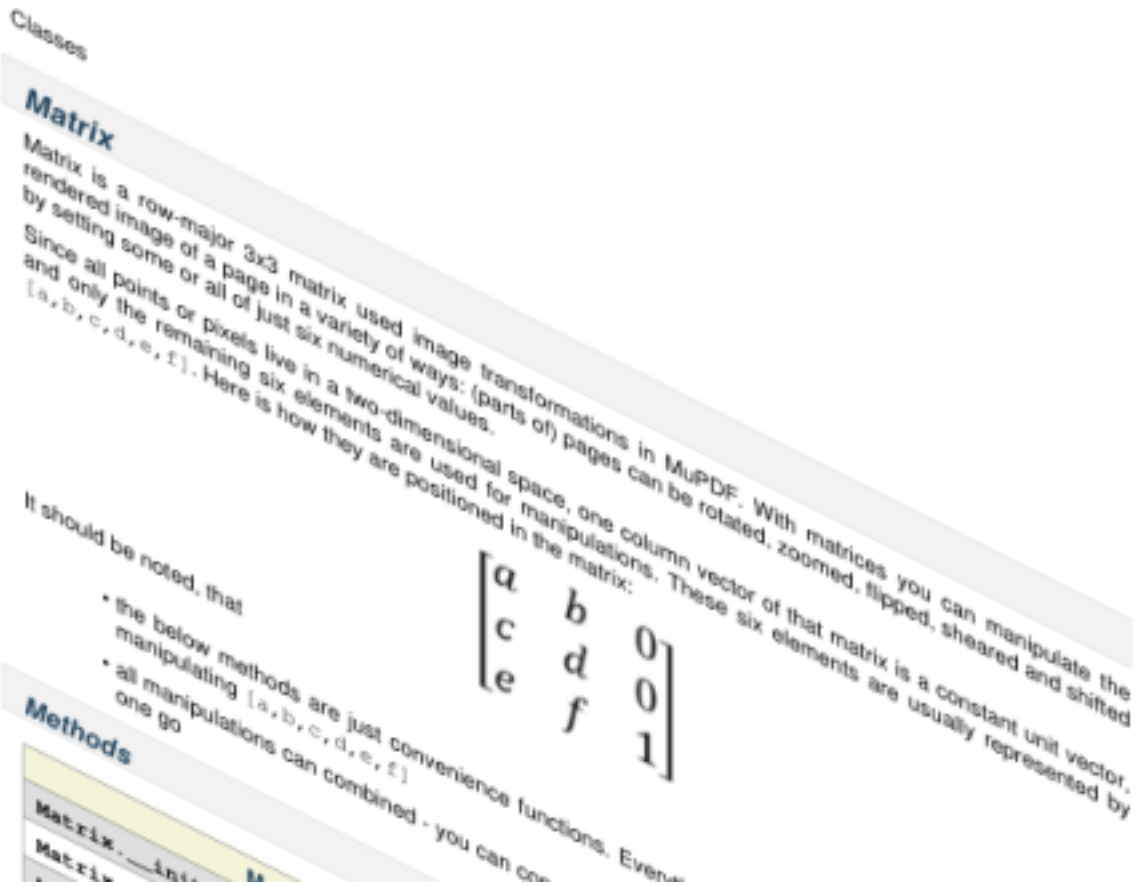 Classes
Matrix
Matrix is a row-major 3x3 matrix used image transformations in MuPDF. With matrices you can manipulate the
rendered image of a page in a variety of ways: (parts of) pages can be rotated, zoomed, flipped, sheared and shifted
by setting some or all of just six numerical values.
Since all points or pixels live in a two-dimensional space, one column vector of that matrix is a constant unit vector,
and only the remaining six elements are used for manipulations. These six elements are usually represented by
[a,b,c,d,e,f]. Here is how they are positioned in the matrix:
a b 0
c d 0
e f 1
It should be noted, that
• the below methods are just convenience functions.
manipulating [a,b,c,d,e,f]
• all manipulations can combined - you can
one go
Methods
Matrix.__ini
Matrix